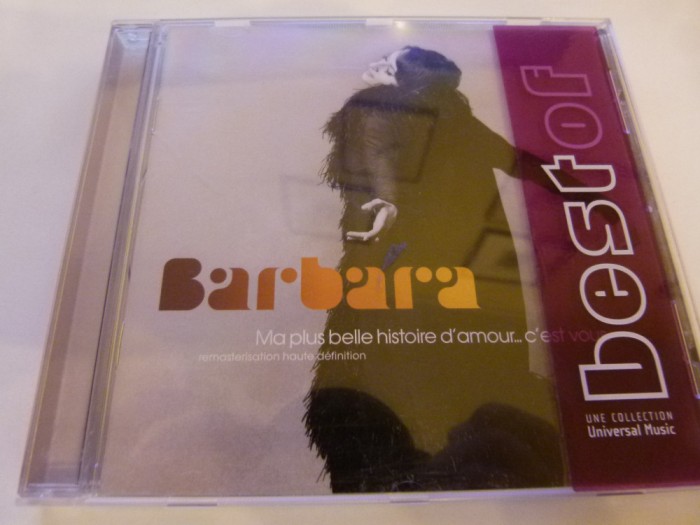 Barbara
Ma plus belle histoire d'amour... c'est vous
remasterisation haute définition
best of
UNE COLLECTION
Universal Music